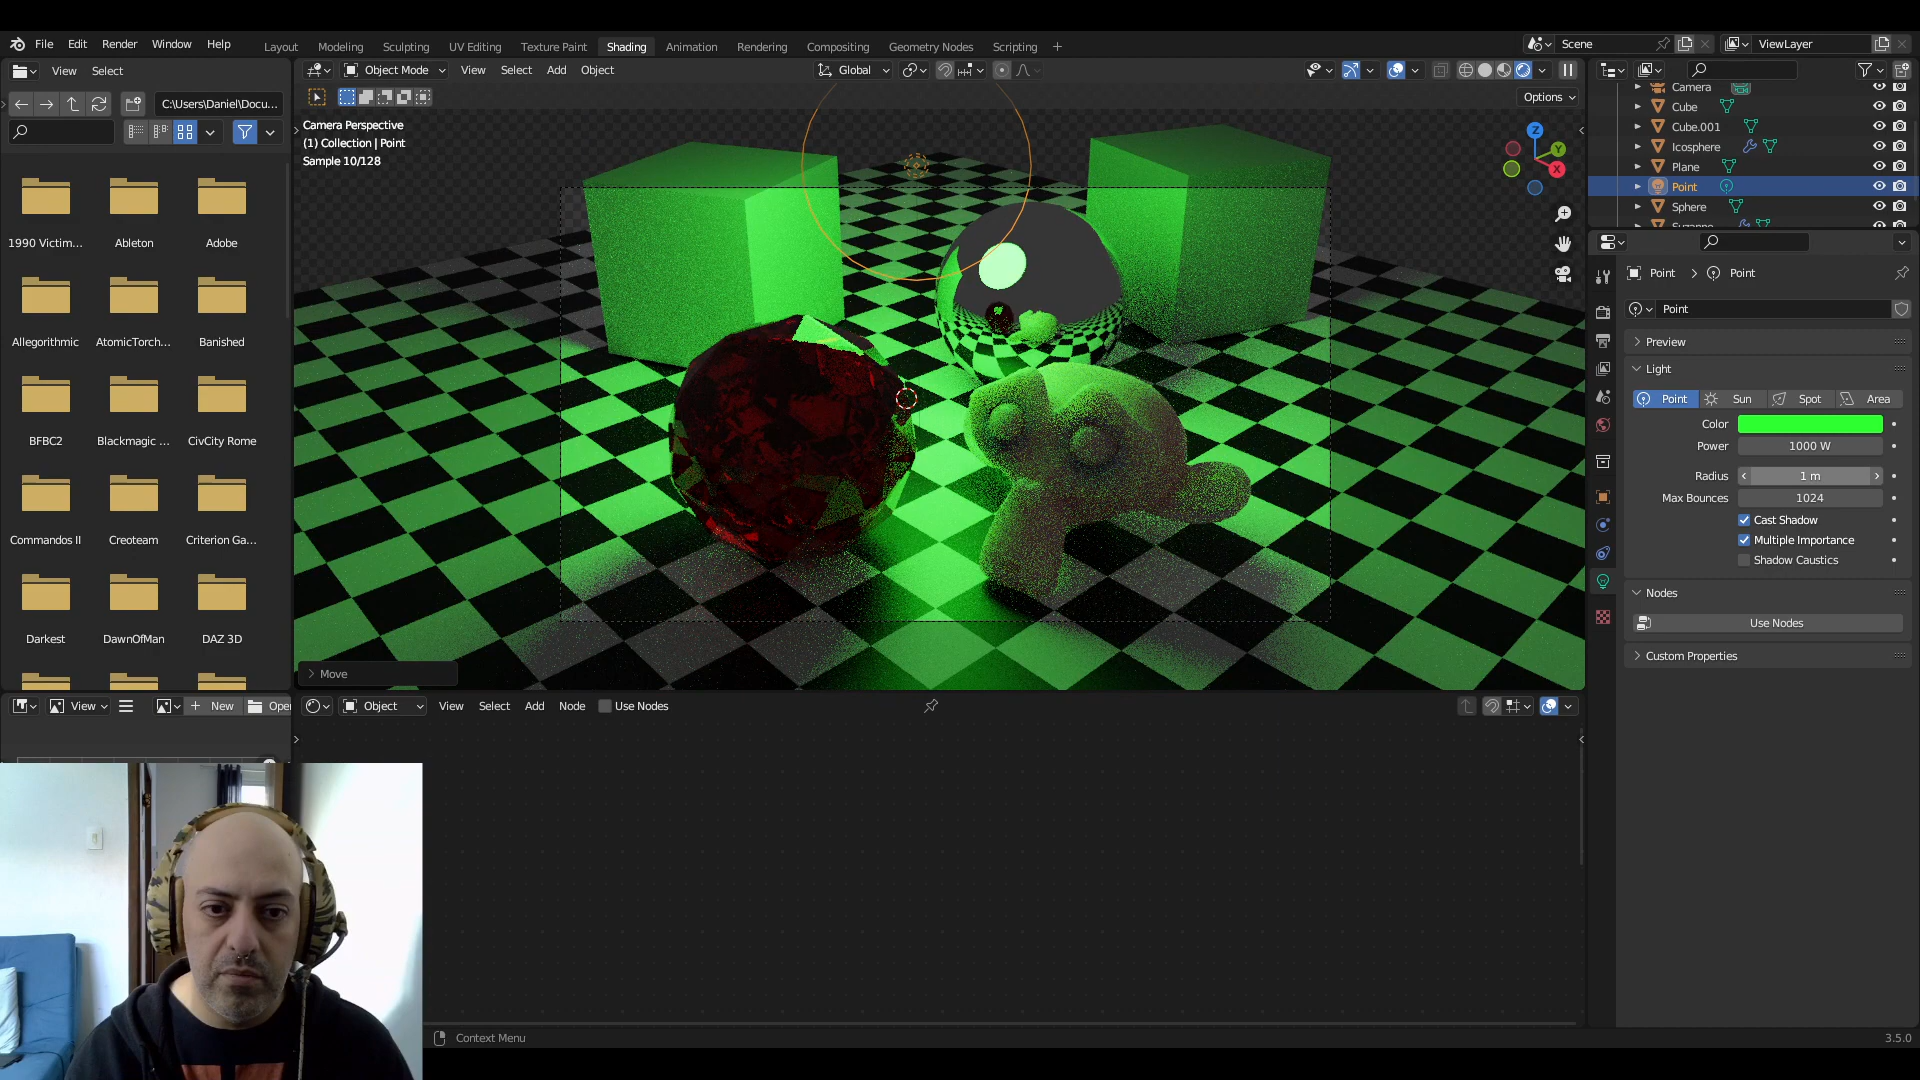 File Edit Render Window Help
Layout Modeling Sculpting UV Editing Texture Paint Shading Animation Rendering Compositing Geometry Nodes Scripting +
Scene
ViewLayer
View Select
C:\Users\Daniel\Docu...
1990 Victim... Ableton Adobe
Allegorithmic AtomicTorch... Banished
BFBC2 Blackmagic ... CivCity Rome
Commandos II Creoteam Criterion Ga...
Darkest DawnOfMan DAZ 3D
Object Mode View Select Add Object
Global
Options
Camera Perspective
(1) Collection | Point
Sample 10/128
Z
Y
X
Move
Camera
Cube
Cube.001
Icosphere
Plane
Point
Sphere
Suzanne
Point > Point
Point
Preview
Light
Point Sun Spot Area
Color
Power 1000 W
Radius 1 m
Max Bounces 1024
Cast Shadow
Multiple Importance
Shadow Caustics
Nodes
Use Nodes
Custom Properties
View + New Oper
Object View Select Add Node Use Nodes
Context Menu
3.5.0